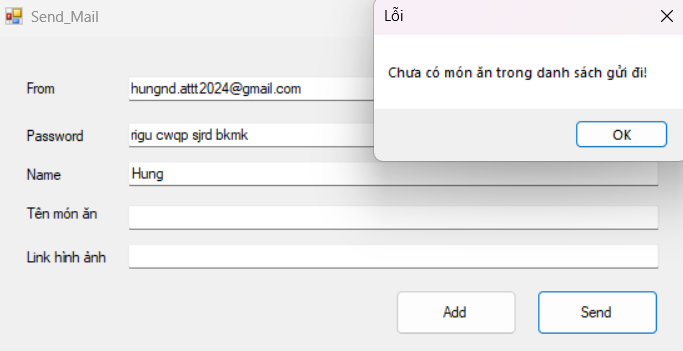 Send_Mail
Lỗi
Chưa có món ăn trong danh sách gửi đi!
OK
From
hungnd.attt2024@gmail.com
Password
rigu cwqp sjrd bkmk
Name
Hung
Tên món ăn
Link hình ảnh
Add
Send